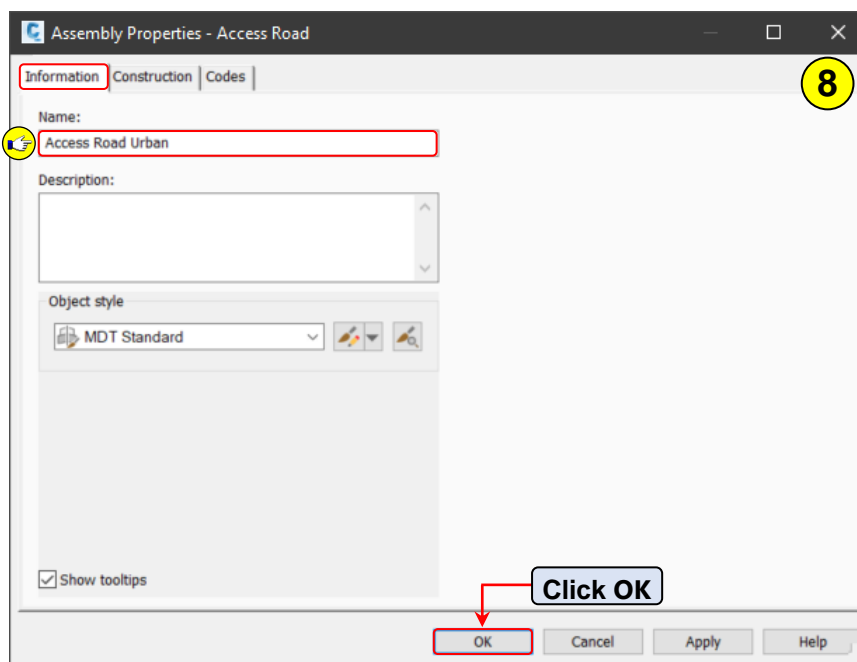 Assembly Properties - Access Road
Information Construction Codes
8
Name:
Access Road Urban
Description:
Object style
MDT Standard
Show tooltips
Click OK
OK Cancel Apply Help